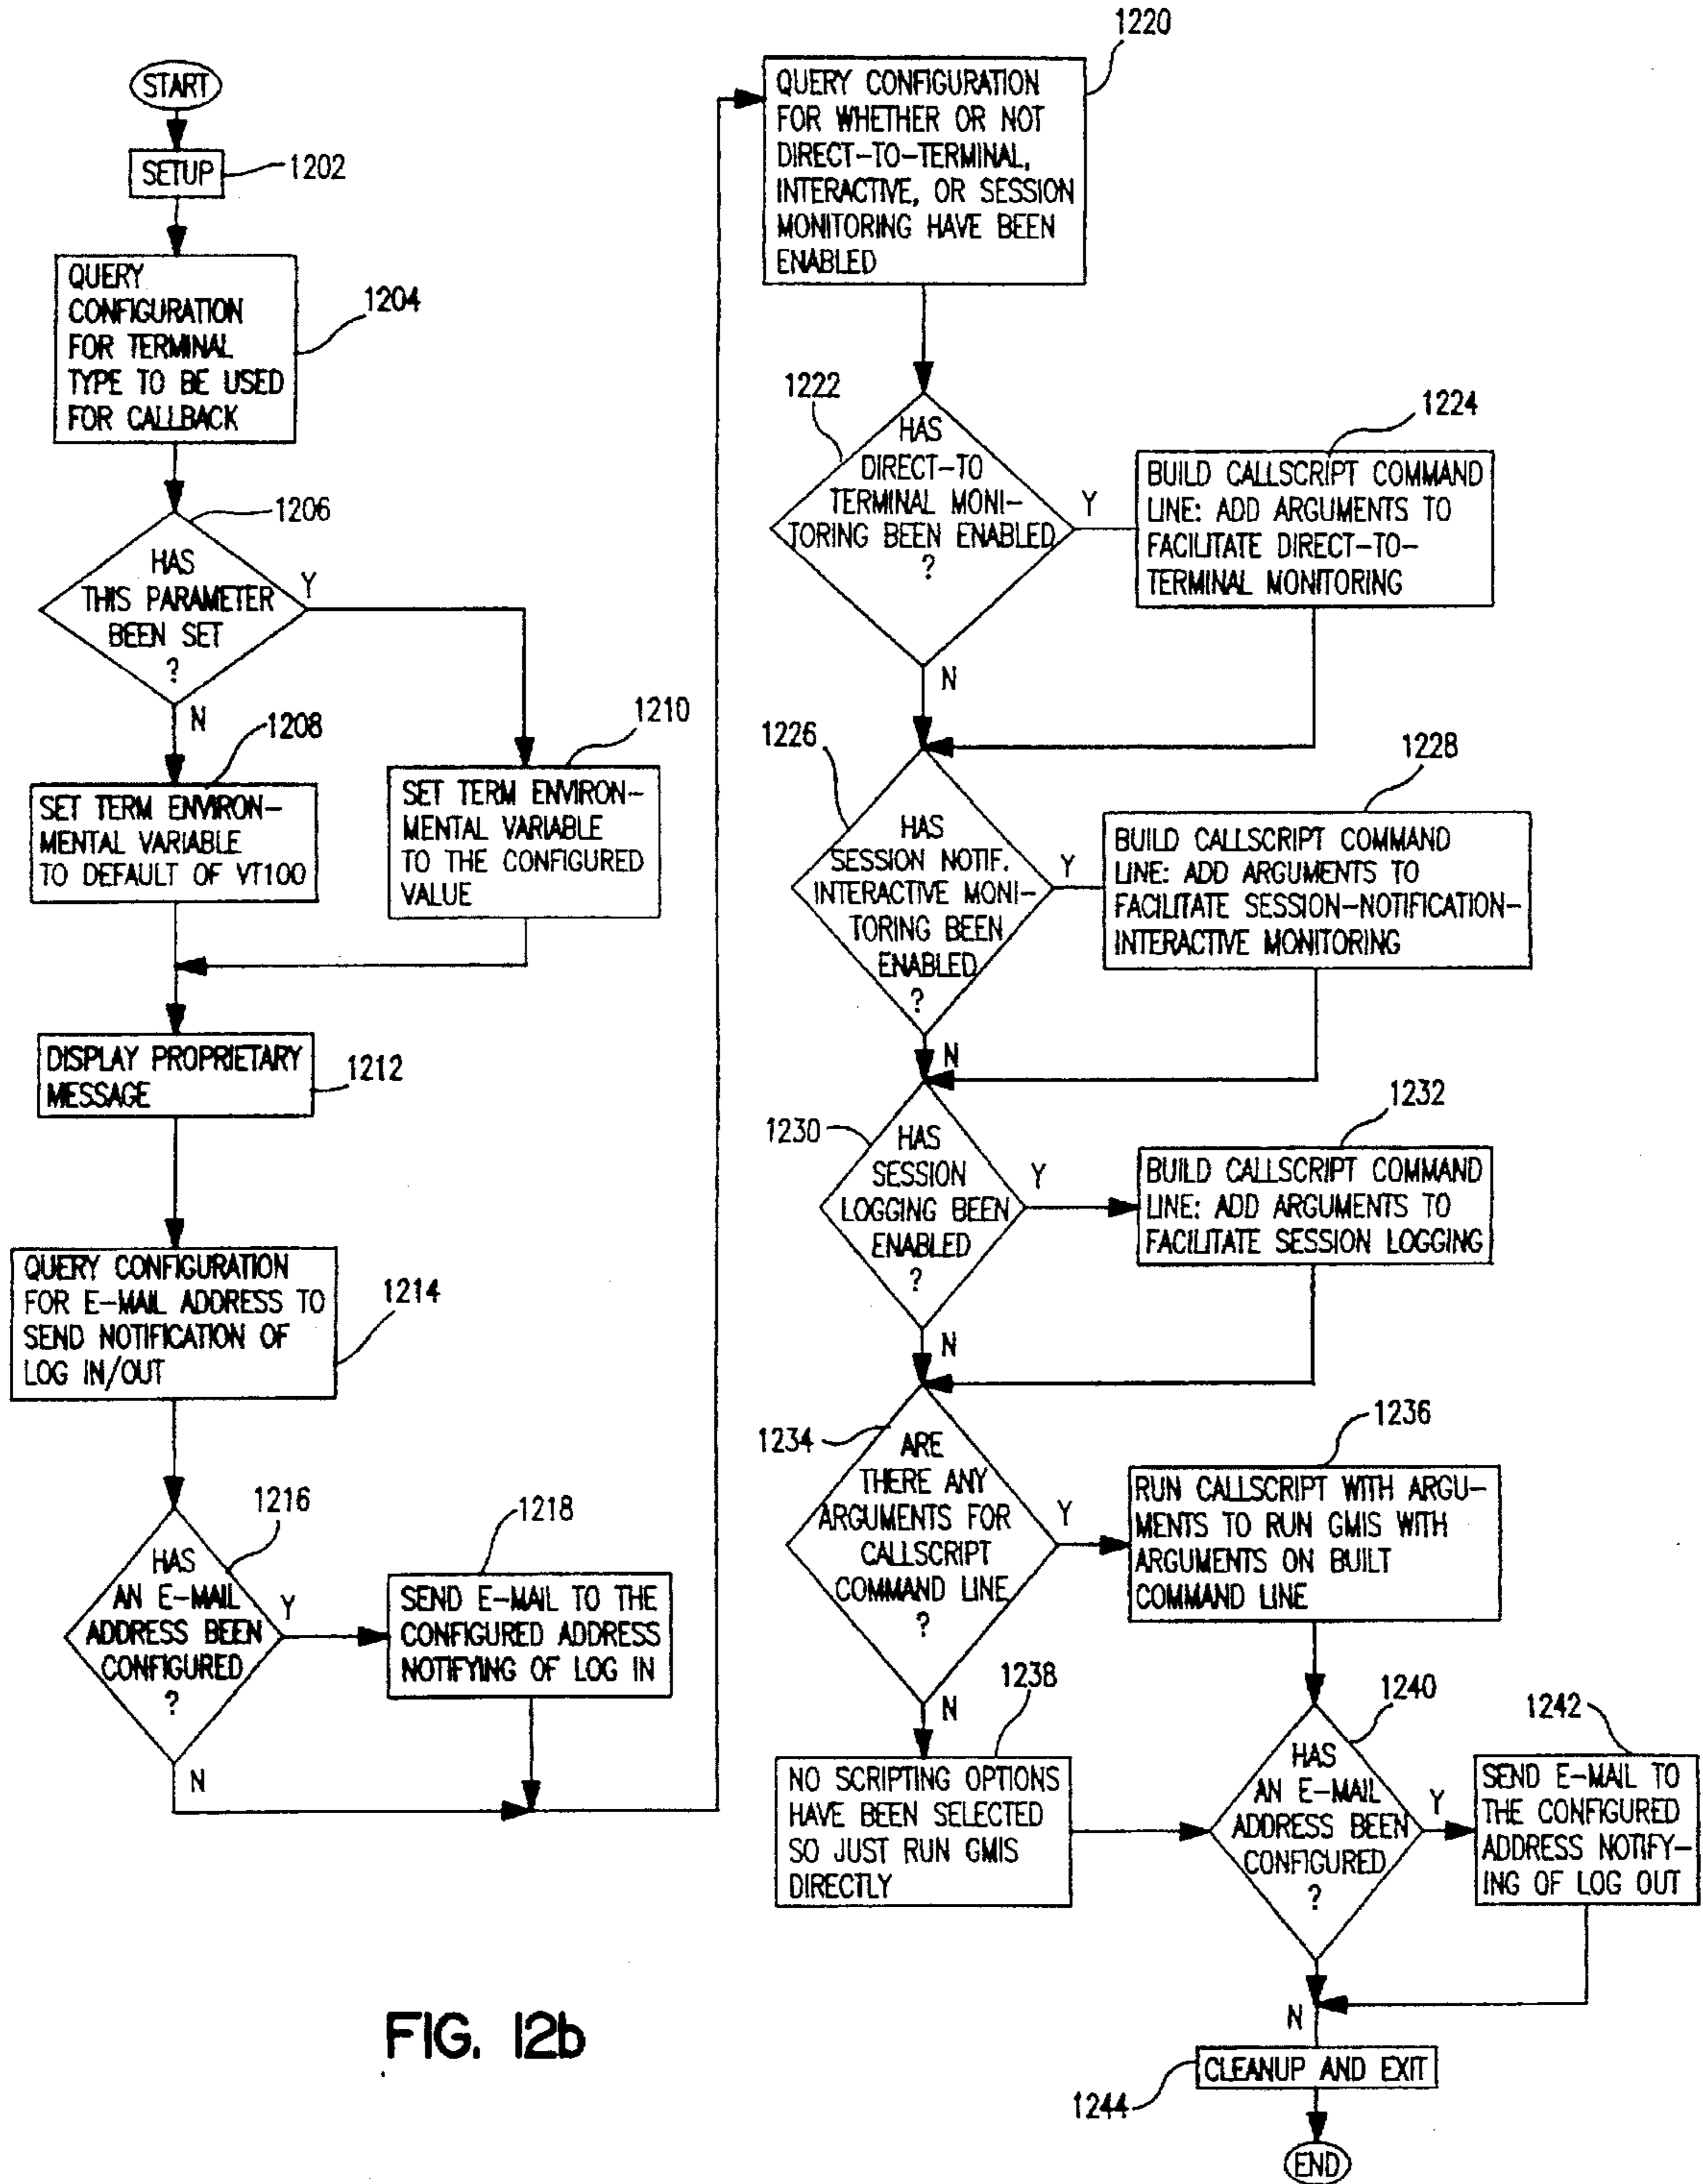 START
SETUP
1202
QUERY
CONFIGURATION
FOR TERMINAL
TYPE TO BE USED
FOR CALLBACK
1204
1206
HAS
THIS PARAMETER
BEEN SET
?
Y
N
1208
SET TERM ENVIRON-
MENTAL VARIABLE
TO DEFAULT OF VT100
1210
SET TERM ENVIRON-
MENTAL VARIABLE
TO THE CONFIGURED
VALUE
DISPLAY PROPRIETARY
MESSAGE
1212
QUERY CONFIGURATION
FOR E-MAIL ADDRESS TO
SEND NOTIFICATION OF
LOG IN/OUT
1214
1216
HAS
AN E-MAIL
ADDRESS BEEN
CONFIGURED
?
Y
N
1218
SEND E-MAIL TO THE
CONFIGURED ADDRESS
NOTIFYING OF LOG IN
1220
QUERY CONFIGURATION
FOR WHETHER OR NOT
DIRECT-TO-TERMINAL,
INTERACTIVE, OR SESSION
MONITORING HAVE BEEN
ENABLED
1222
HAS
DIRECT-TO
TERMINAL MONI-
TORING BEEN ENABLED
?
Y
N
1224
BUILD CALLSCRIPT COMMAND
LINE: ADD ARGUMENTS TO
FACILITATE DIRECT-TO-
TERMINAL MONITORING
1226
HAS
SESSION NOTIF.
INTERACTIVE MONI-
TORING BEEN
ENABLED
?
Y
N
1228
BUILD CALLSCRIPT COMMAND
LINE: ADD ARGUMENTS TO
FACILITATE SESSION-NOTIFICATION-
INTERACTIVE MONITORING
1230
HAS
SESSION
LOGGING BEEN
ENABLED
?
Y
N
1232
BUILD CALLSCRIPT COMMAND
LINE: ADD ARGUMENTS TO
FACILITATE SESSION LOGGING
1234
ARE
THERE ANY
ARGUMENTS FOR
CALLSCRIPT
COMMAND LINE
?
Y
N
1236
RUN CALLSCRIPT WITH ARGU-
MENTS TO RUN GMIS WITH
ARGUMENTS ON BUILT
COMMAND LINE
1238
NO SCRIPTING OPTIONS
HAVE BEEN SELECTED
SO JUST RUN GMIS
DIRECTLY
1240
HAS
AN E-MAIL
ADDRESS BEEN
CONFIGURED
?
Y
N
1242
SEND E-MAIL TO
THE CONFIGURED
ADDRESS NOTIFY-
ING OF LOG OUT
CLEANUP AND EXIT
1244
END
FIG. 12b